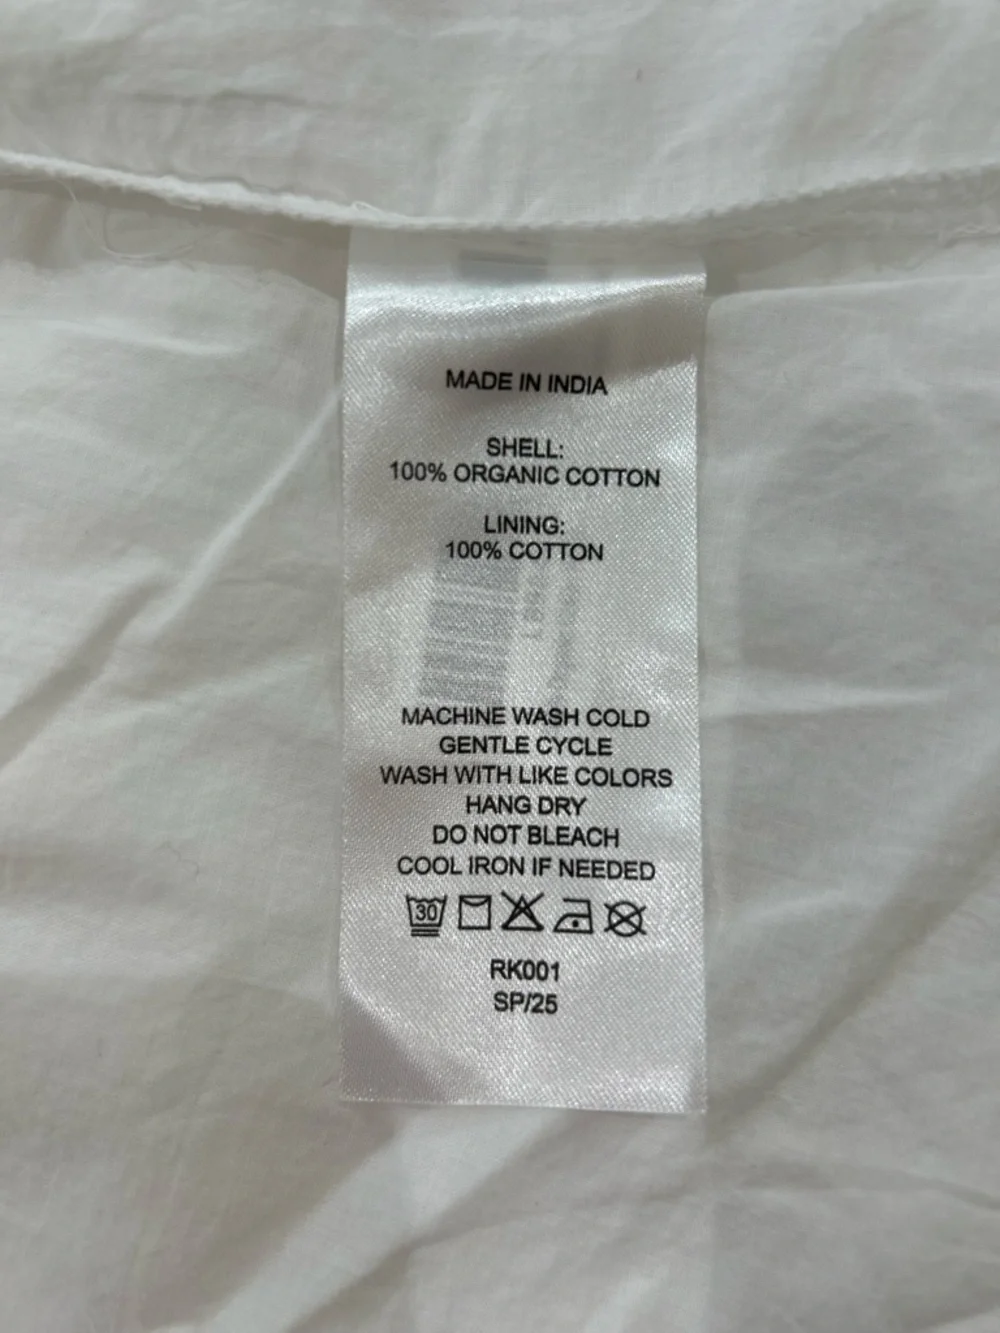 MADE IN INDIA
SHELL:
100% ORGANIC COTTON
LINING:
100% COTTON
MACHINE WASH COLD
GENTLE CYCLE
WASH WITH LIKE COLORS
HANG DRY
DO NOT BLEACH
COOL IRON IF NEEDED
30
RK001
SP/25